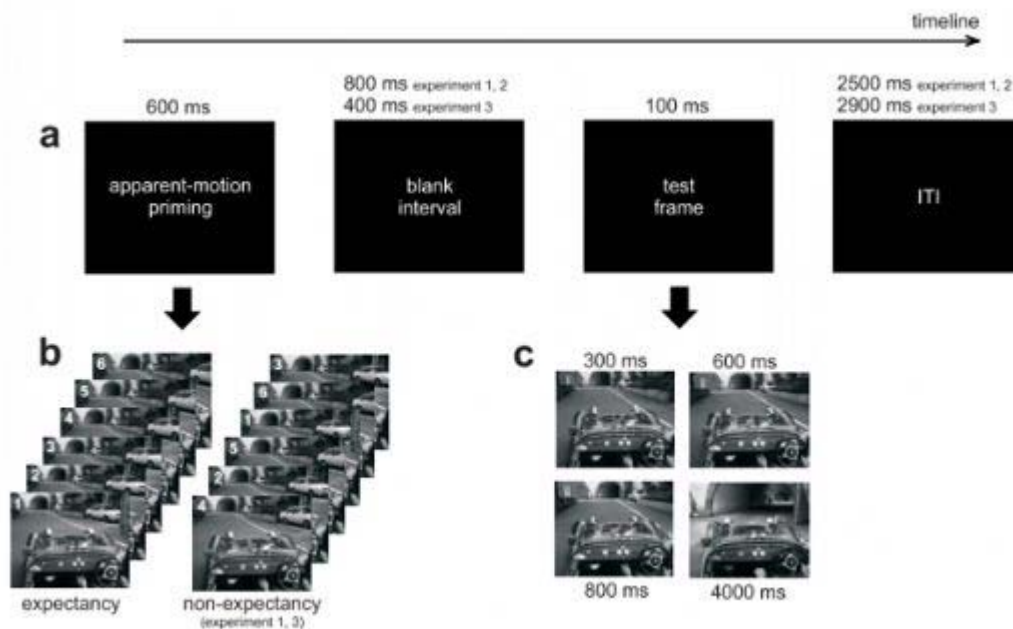 timeline
600 ms
800 ms experiment 1, 2
400 ms experiment 3
100 ms
2500 ms experiment 1, 2
2900 ms experiment 3
a
apparent-motion
priming
blank
interval
test
frame
ITI
b
6
5
4
3
2
1
expectancy
3
6
1
5
2
4
non-expectancy
(experiment 1, 3)
c
300 ms
600 ms
800 ms
4000 ms